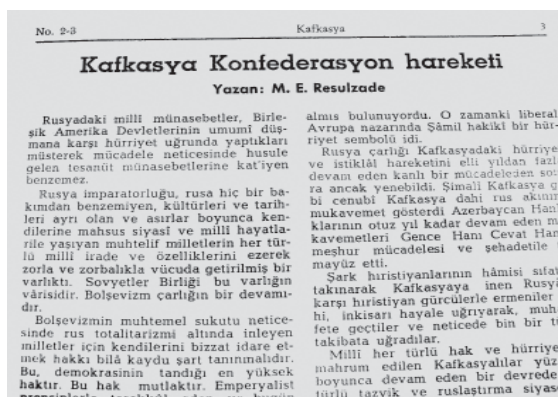 No. 2-3
Kafkasya
3
Kafkasya Konfederasyon hareketi
Yazan: M. E. Resulzade
Rusyadaki millî münasebetler, Birle-
şik Amerika Devletlerinin umumî düş-
mana karşı hürriyet uğrunda yaptıkları
müsterek mücadele neticesinde husule
gelen tesanüt münasebetlerine kat'iyen
benzemez.
Rusya imparatorluğu, rusa hiç bir ba-
kımdan benzemiyen, kültürleri ve tarih-
leri ayrı olan ve asırlar boyunca ken-
dilerine mahsus siyasî ve millî hayatla-
rile yaşıyan muhtelif milletlerin her tür-
lü millî irade ve özelliklerini ezerek
zorla ve zorbalıkla vücuda getirilmiş bir
varlıktı. Sovyetler Birliği bu varlığın
vârisidir. Bolşevizm çarlığın bir devamı-
dır.
Bolşevizmin muhtemel sukutu netice-
sinde rus totalitarizmi altında inleyen
milletler için kendilerini bizzat idare et-
mek hakkı bilâ kaydu şart tanınmalıdır.
Bu, demokrasinin tandığı en yüksek
haktır. Bu hak mutlaktır. Emperyalist
almıs bulunuyordu. O zamanki liberal
Avrupa nazarında Şâmil hakikî bir hür-
riyet sembolü idi.
Rusya çarlığı Kafkasyadaki hürriye
ve istiklâl hareketini elli yıldan fazl
devam eden kanlı bir mücadeleden so
ra ancak yenebildi. Şimalî Kafkasya g
bi cenubî Kafkasya dahi rus akını
mukavemet gösterdi Azerbaycan Han
klarının otuz yıl kadar devam eden m
kavemetleri Gence Hanı Cevat Han
meşhur mücadelesi ve şehadetile
mayüz etti.
Şark hıristiyanlarının hâmisi sıfat
takınarak Kafkasyaya inen Rusya
karşı hıristiyan gürcülerle ermeniler
hi, inkisarı hayale uğrıyarak, muha
fete geçtiler ve neticede bin bir t
takibata uğradılar.
Millî her türlü hak ve hürriye
mahrum edilen Kafkasyalılar yüz
boyunca devam eden bir devrede
türlü tazyik ve ruslaştırma siyas